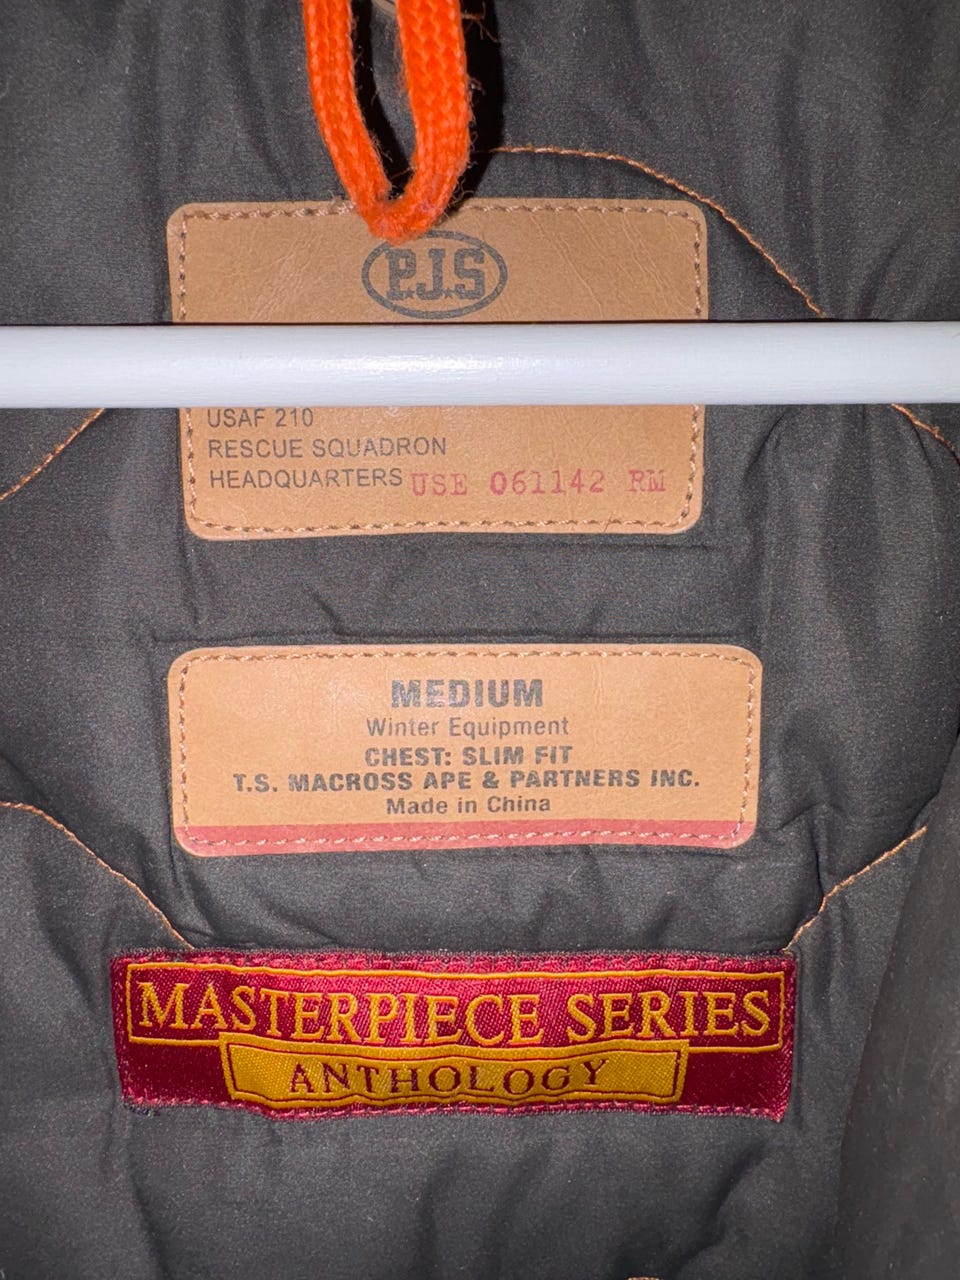 P.J.S
USAF 210
RESCUE SQUADRON
HEADQUARTERS USE 061142 RM
MEDIUM
Winter Equipment
CHEST: SLIM FIT
T.S. MACROSS APE & PARTNERS INC.
Made in China
MASTERPIECE SERIES
ANTHOLOGY